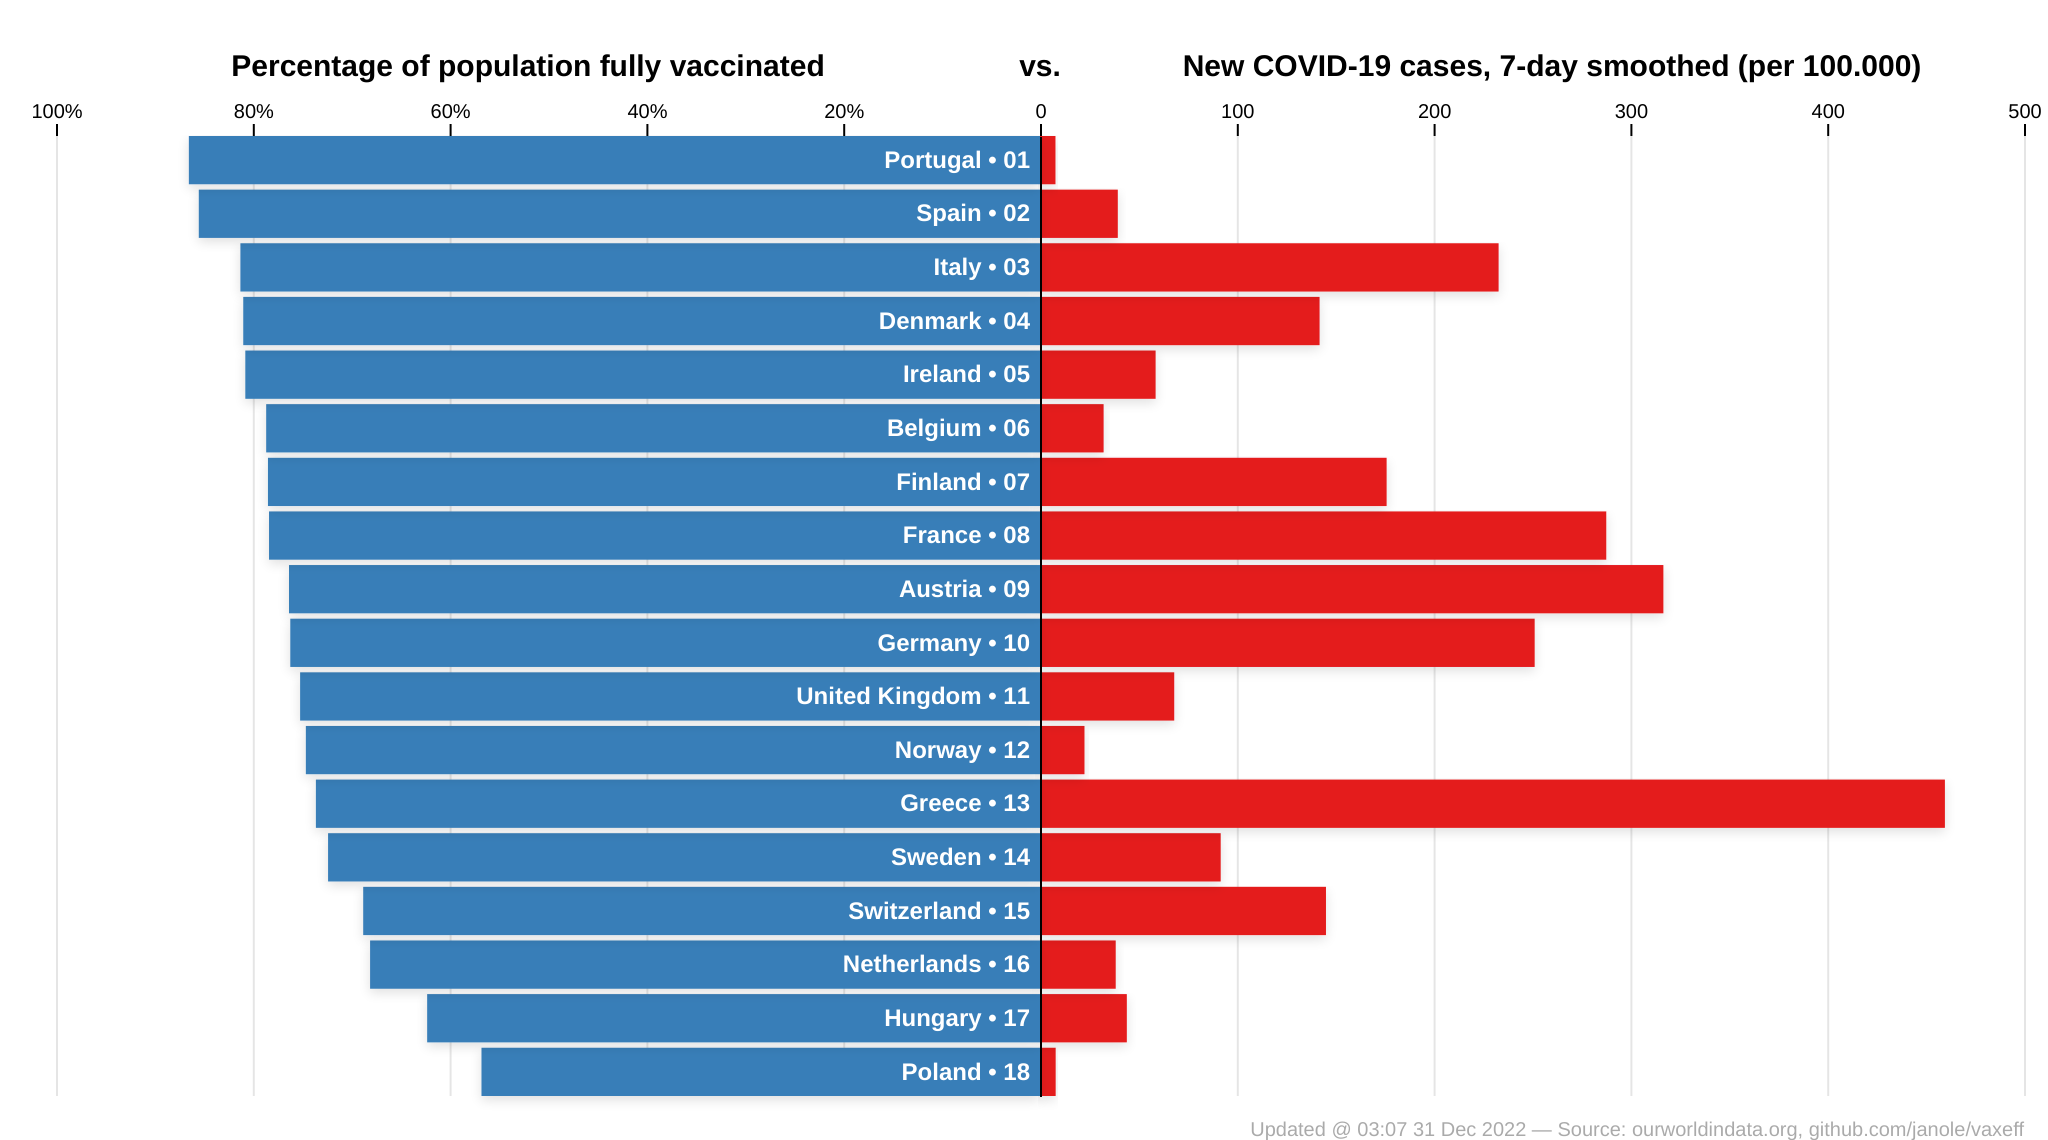 Percentage of population fully vaccinated vs. New COVID-19 cases, 7-day smoothed (per 100.000)
100% 80% 60% 40% 20% 0 100 200 300 400 500
Portugal • 01
Spain • 02
Italy • 03
Denmark • 04
Ireland • 05
Belgium • 06
Finland • 07
France • 08
Austria • 09
Germany • 10
United Kingdom • 11
Norway • 12
Greece • 13
Sweden • 14
Switzerland • 15
Netherlands • 16
Hungary • 17
Poland • 18
Updated @ 03:07 31 Dec 2022 — Source: ourworldindata.org, github.com/janole/vaxeff